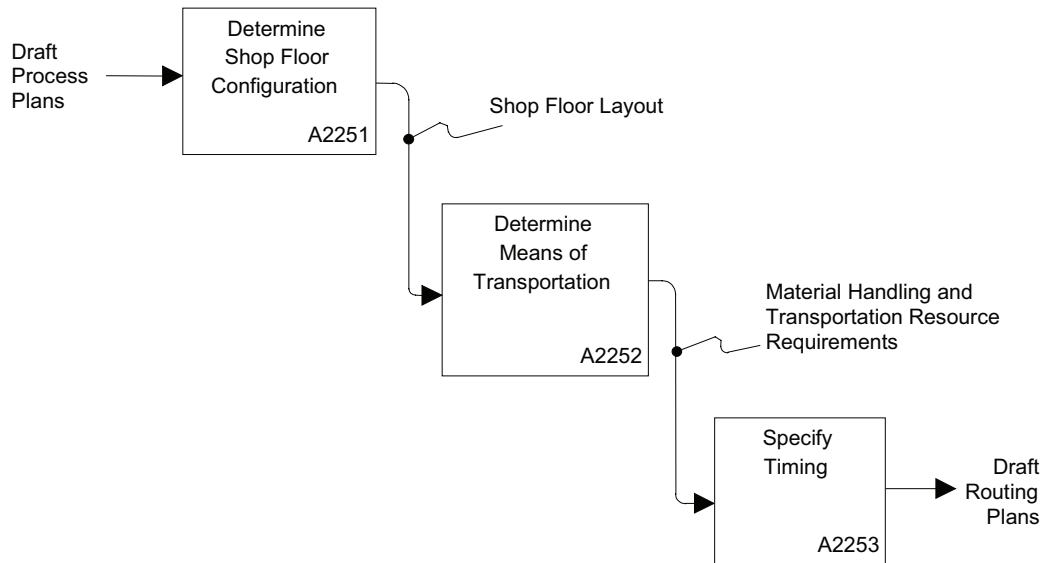 Draft
Process
Plans
Determine
Shop Floor
Configuration
A2251
Shop Floor Layout
Determine
Means of
Transportation
A2252
Material Handling and
Transportation Resource
Requirements
Specify
Timing
A2253
Draft
Routing
Plans